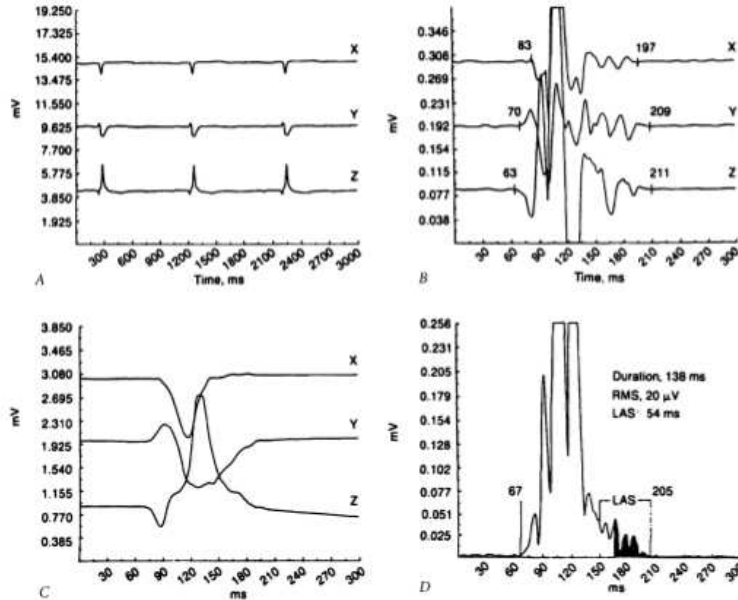 19.250
17.325
15.400
13.475
11.550
9.625
7.700
5.775
3.850
1.925
mV
X
Y
Z
300 600 900 1200 1500 1800 2100 2400 2700 3000
Time, ms
A
0.346
0.306
0.269
0.231
0.192
0.154
0.115
0.077
0.038
mV
83 197 X
70 209 Y
63 211 Z
30 60 90 120 150 180 210 240 270 300
Time, ms
B
3.850
3.465
3.080
2.695
2.310
1.925
1.540
1.155
0.770
0.385
mV
X
Y
Z
30 60 90 120 150 180 210 240 270 300
ms
C
0.256
0.231
0.205
0.179
0.154
0.128
0.102
0.077
0.051
0.025
mV
Duration, 138 ms
RMS, 20 µV
LAS 54 ms
67 LAS 205
30 60 90 120 150 180 210 240 270 300
ms
D